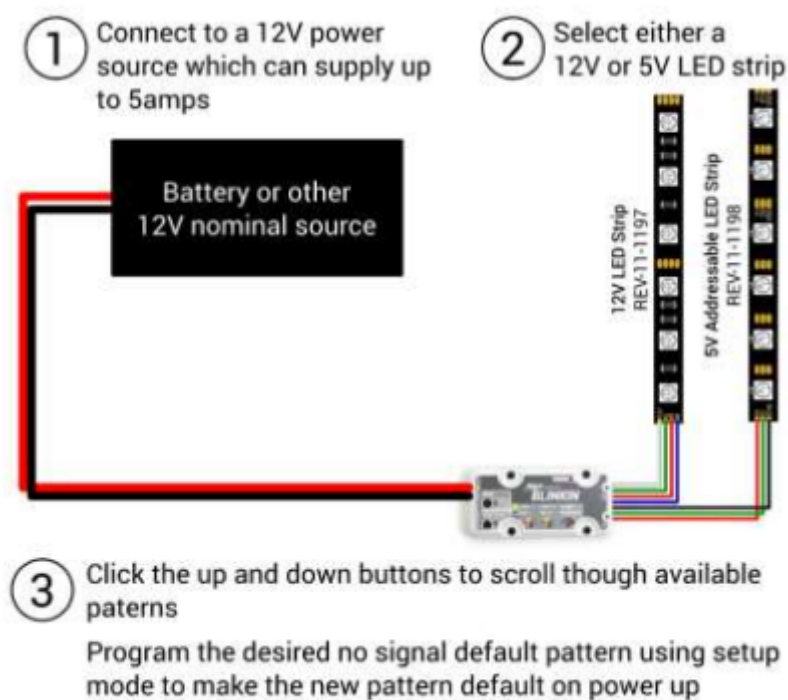 1
Connect to a 12V power
source which can supply up
to 5amps
2
Select either a
12V or 5V LED strip
Battery or other
12V nominal source
12V LED Strip
REV-11-1197
5V Addressable LED Strip
REV-11-1198
BLINKIN
3
Click the up and down buttons to scroll though available
paterns
Program the desired no signal default pattern using setup
mode to make the new pattern default on power up